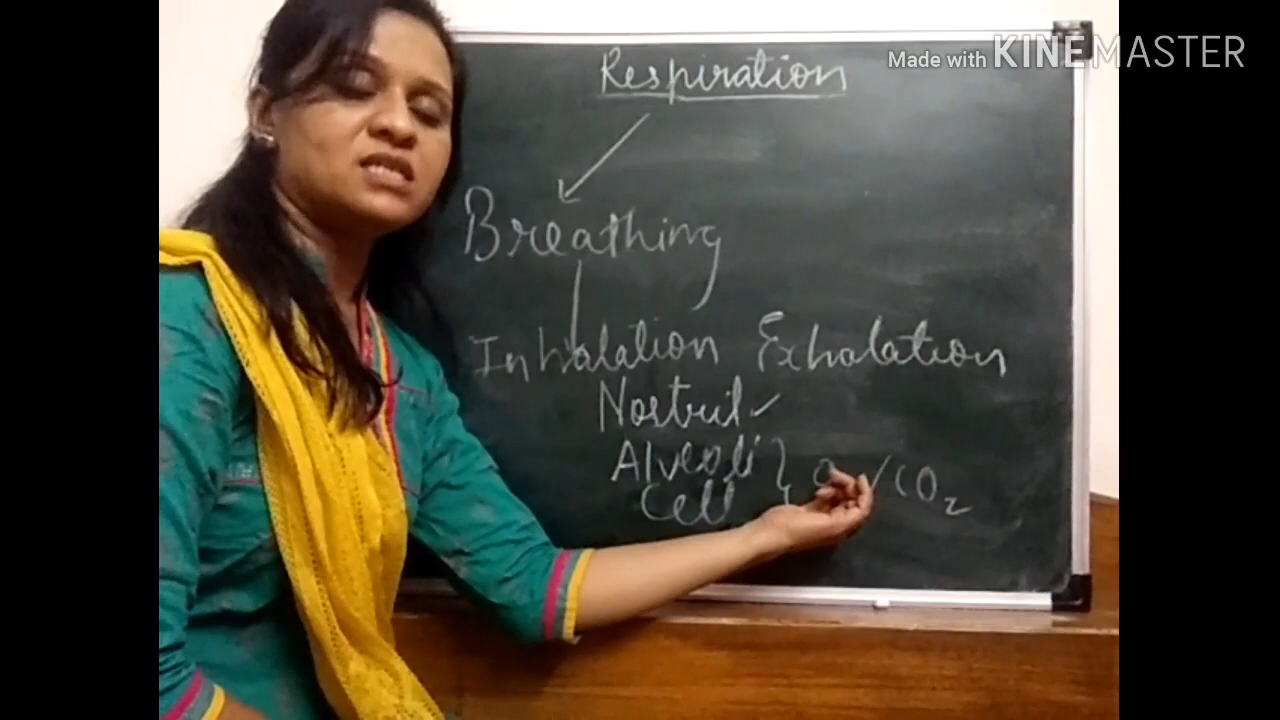 Made with KINEMASTER
Respiration
Breathing
Inhalation Exhalation
Nostril ✓
Alveoli } O /CO2
Cell